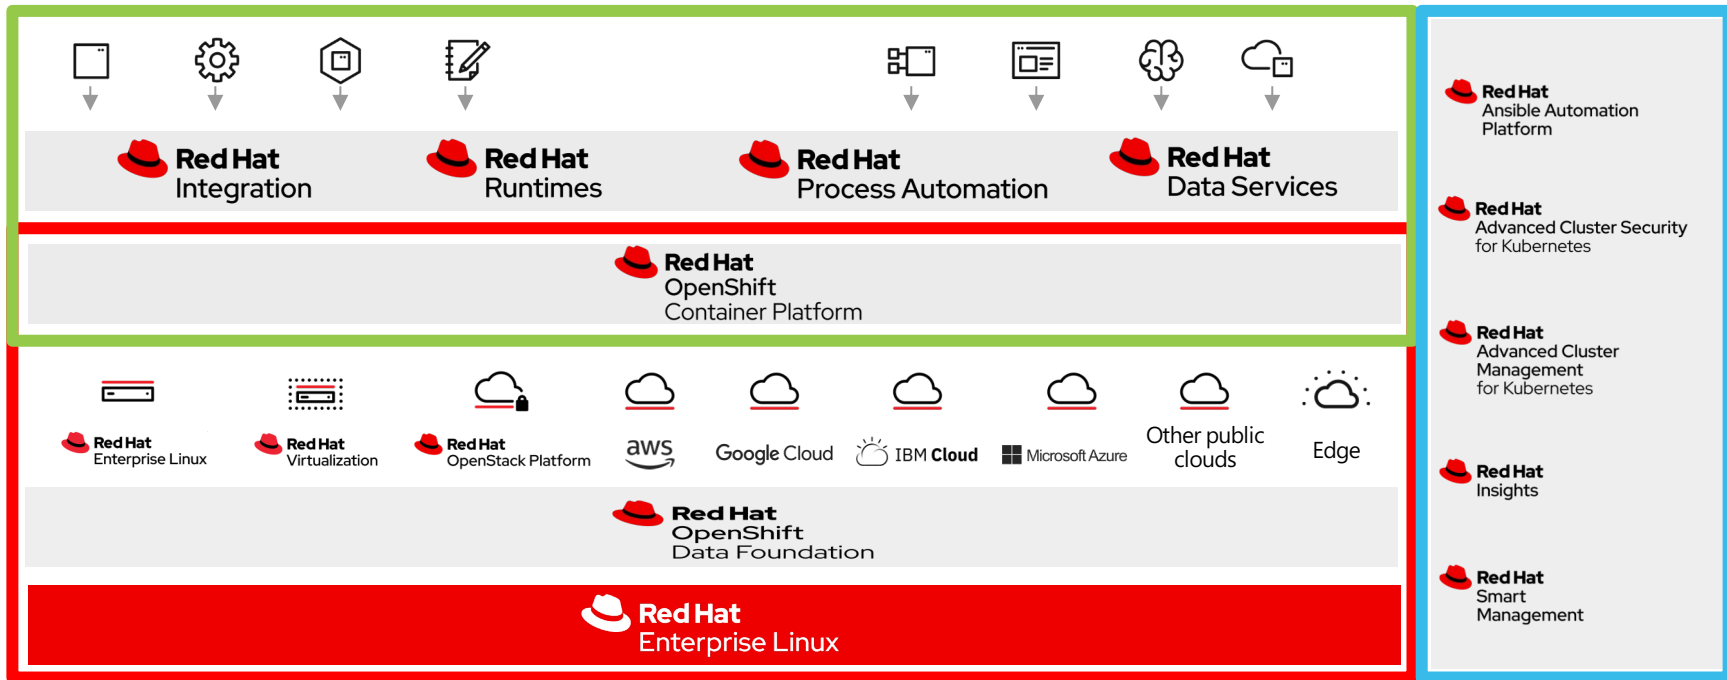 Red Hat
Integration
Red Hat
Runtimes
Red Hat
Process Automation
Red Hat
Data Services
Red Hat
OpenShift
Container Platform
Red Hat
Enterprise Linux
Red Hat
Virtualization
Red Hat
OpenStack Platform
aws
Google Cloud
IBM Cloud
Microsoft Azure
Other public
clouds
Edge
Red Hat
OpenShift
Data Foundation
Red Hat
Enterprise Linux
Red Hat
Ansible Automation
Platform
Red Hat
Advanced Cluster Security
for Kubernetes
Red Hat
Advanced Cluster
Management
for Kubernetes
Red Hat
Insights
Red Hat
Smart
Management